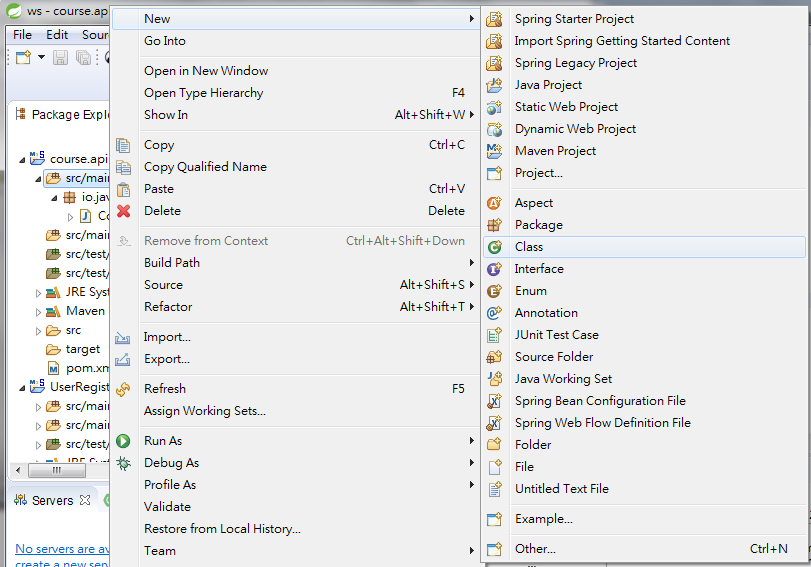 ws - course.ap
File Edit Sour
Package Explo
course.api
src/main
io.java
Co
src/main
src/test/
src/test/
JRE Syst
Maven
src
target
pom.xm
UserRegist
src/main
src/main
src/test/
JRE Syst
Servers
No servers are av
create a new serv
New
Go Into
Open in New Window
Open Type Hierarchy F4
Show In Alt+Shift+W
Copy Ctrl+C
Copy Qualified Name
Paste Ctrl+V
Delete Delete
Remove from Context Ctrl+Alt+Shift+Down
Build Path
Source Alt+Shift+S
Refactor Alt+Shift+T
Import...
Export...
Refresh F5
Assign Working Sets...
Run As
Debug As
Profile As
Validate
Restore from Local History...
Team
Spring Starter Project
Import Spring Getting Started Content
Spring Legacy Project
Java Project
Static Web Project
Dynamic Web Project
Maven Project
Project...
Aspect
Package
Class
Interface
Enum
Annotation
JUnit Test Case
Source Folder
Java Working Set
Spring Bean Configuration File
Spring Web Flow Definition File
Folder
File
Untitled Text File
Example...
Other... Ctrl+N